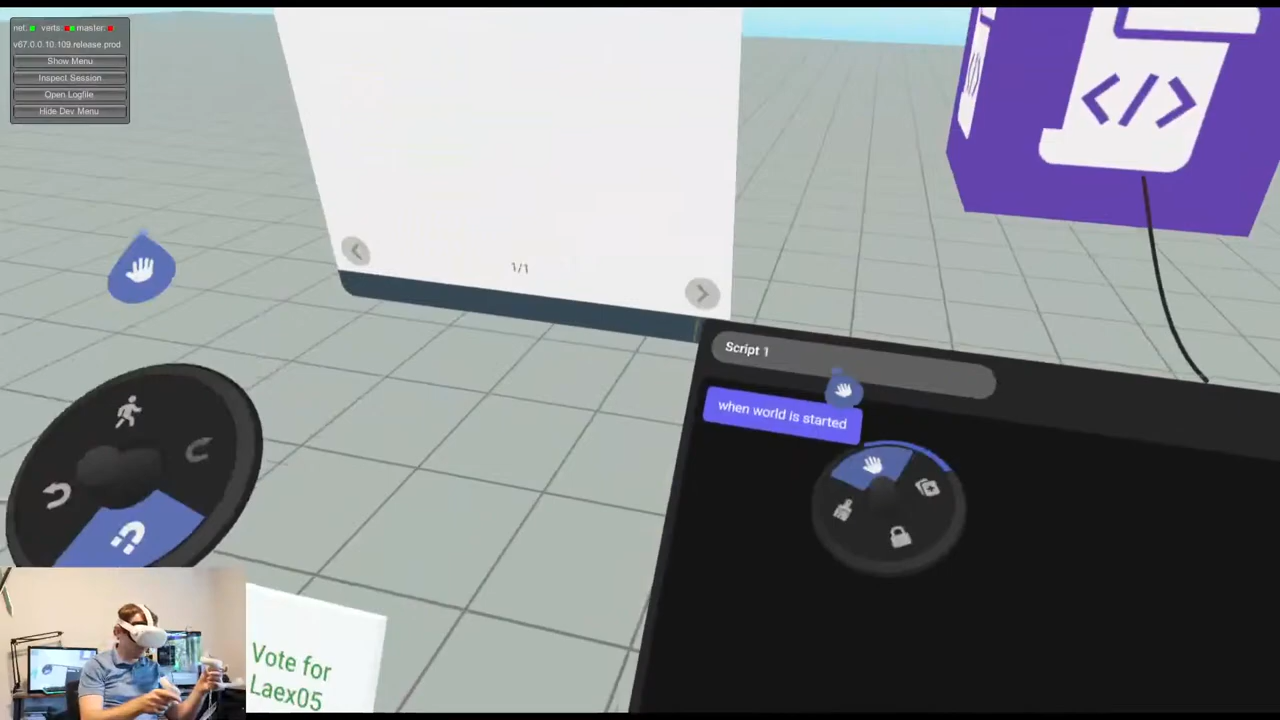 net: verts: master:
v67.0.0.10.109.release.prod
Show Menu
Inspect Session
Open Logfile
Hide Dev Menu
</>
</>
1/1
Script 1
when world is started
Vote for
Laex05